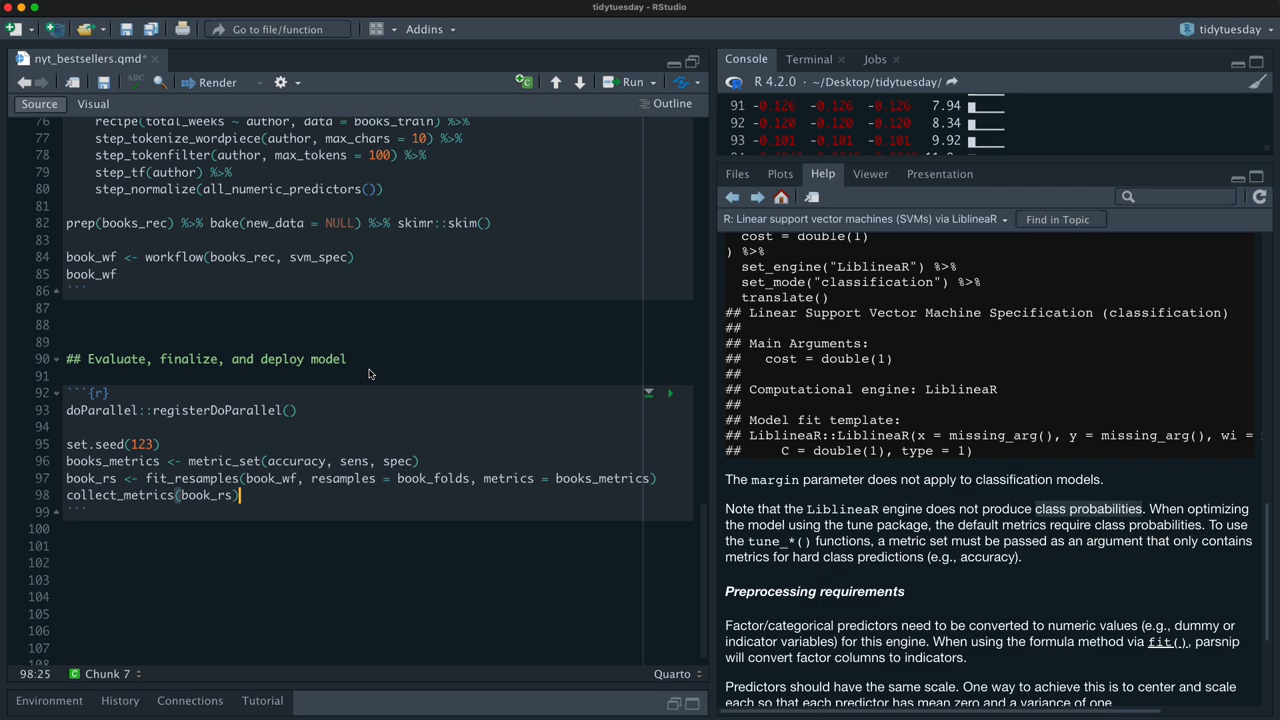 tidytuesday - RStudio
Go to file/function
Addins
tidytuesday
nyt_bestsellers.qmd*
ABC
Render
Run
Source
Visual
Outline
76 recipe(total_weeks ~ author, data = books_train) %>%
77 step_tokenize_wordpiece(author, max_chars = 10) %>%
78 step_tokenfilter(author, max_tokens = 100) %>%
79 step_tf(author) %>%
80 step_normalize(all_numeric_predictors())
81
82 prep(books_rec) %>% bake(new_data = NULL) %>% skimr::skim()
83
84 book_wf <- workflow(books_rec, svm_spec)
85 book_wf
86 ```
87
88
89
90 ## Evaluate, finalize, and deploy model
91
92 ```{r}
93 doParallel::registerDoParallel()
94
95 set.seed(123)
96 books_metrics <- metric_set(accuracy, sens, spec)
97 book_rs <- fit_resamples(book_wf, resamples = book_folds, metrics = books_metrics)
98 collect_metrics(book_rs)
99 ```
100
101
102
103
104
105
106
107
108
98:25 Chunk 7 Quarto
Environment History Connections Tutorial
Console Terminal Jobs
R 4.2.0 · ~/Desktop/tidytuesday/
91 -0.126 -0.126 -0.126 7.94
92 -0.120 -0.120 -0.120 8.34
93 -0.101 -0.101 -0.101 9.92
Files Plots Help Viewer Presentation
R: Linear support vector machines (SVMs) via LiblineaR
Find in Topic
cost = double(1)
) %>%
set_engine("LiblineaR") %>%
set_mode("classification") %>%
translate()
## Linear Support Vector Machine Specification (classification)
##
## Main Arguments:
## cost = double(1)
##
## Computational engine: LiblineaR
##
## Model fit template:
## LiblineaR::LiblineaR(x = missing_arg(), y = missing_arg(), wi =
## C = double(1), type = 1)
The margin parameter does not apply to classification models.
Note that the LiblineaR engine does not produce class probabilities. When optimizing
the model using the tune package, the default metrics require class probabilities. To use
the tune_*() functions, a metric set must be passed as an argument that only contains
metrics for hard class predictions (e.g., accuracy).
Preprocessing requirements
Factor/categorical predictors need to be converted to numeric values (e.g., dummy or
indicator variables) for this engine. When using the formula method via fit(), parsnip
will convert factor columns to indicators.
Predictors should have the same scale. One way to achieve this is to center and scale
each so that each predictor has mean zero and a variance of one.